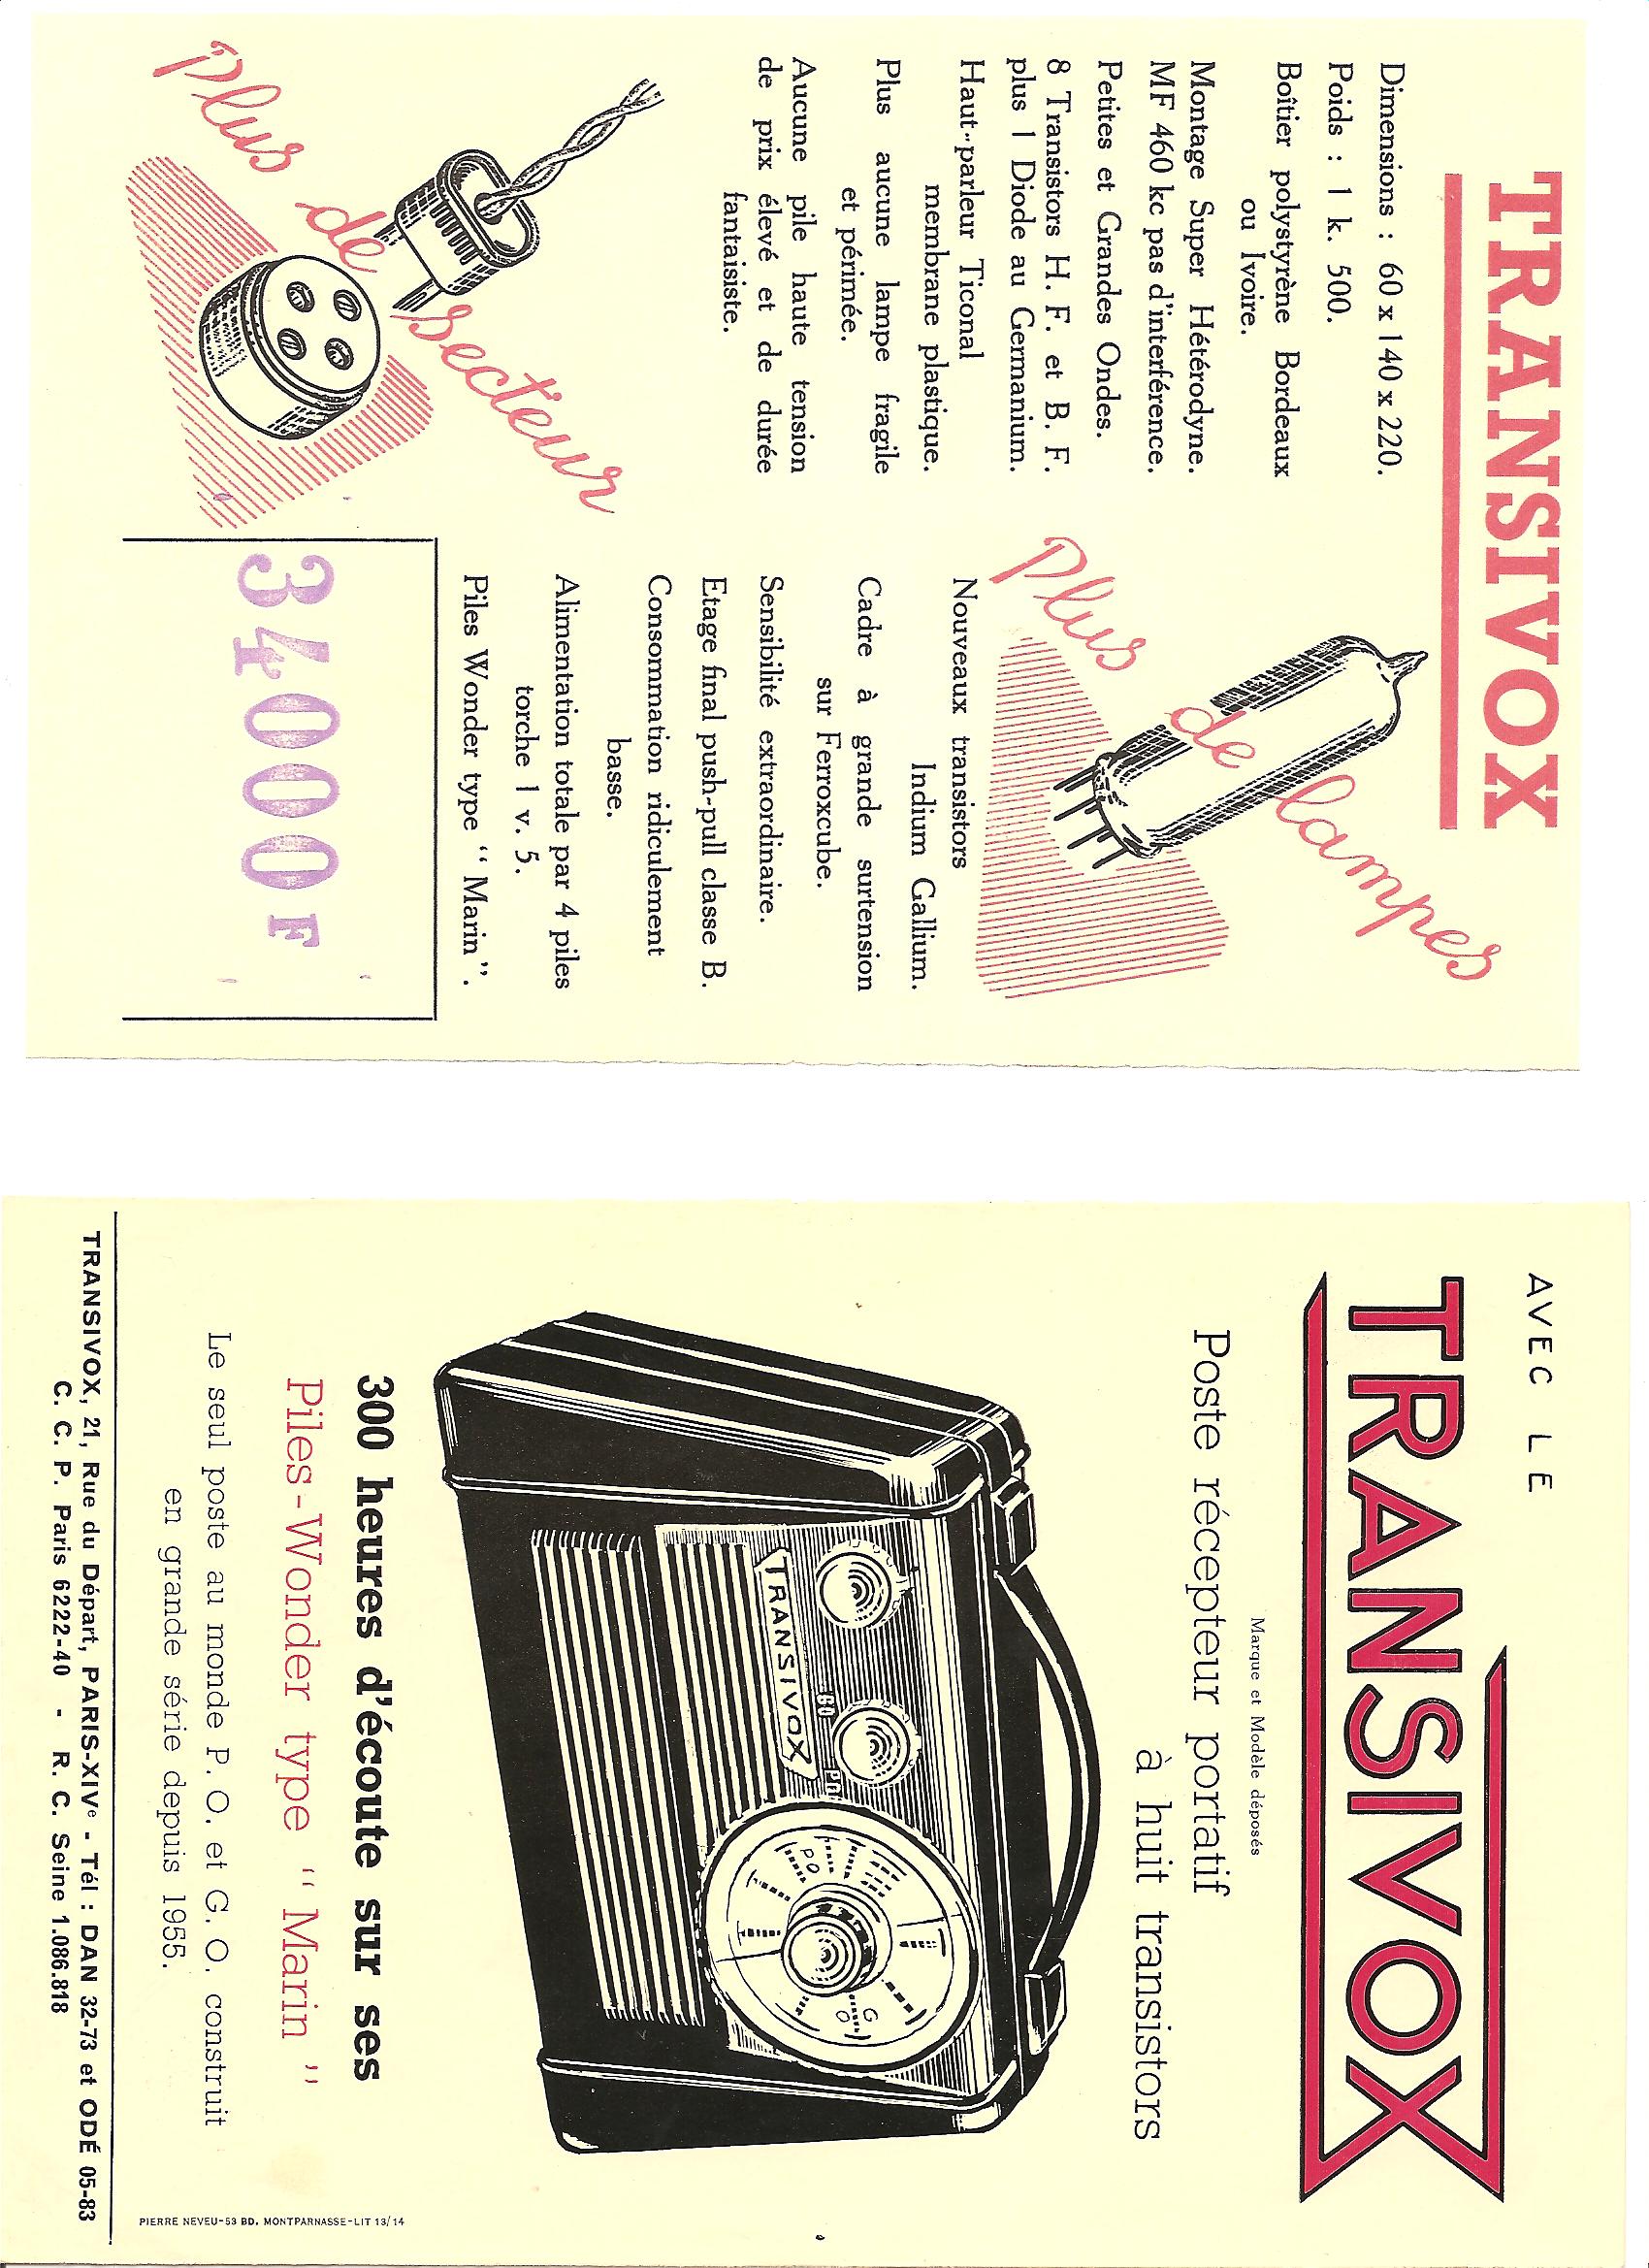 TRANSIVOX
Dimensions : 60 x 140 x 220.
Poids : 1 k. 500.
Boîtier polystyrène Bordeaux
ou Ivoire.
Montage Super Hétérodyne.
MF 460 kc pas d'interférence.
Petites et Grandes Ondes.
8 Transistors H. F. et B. F.
plus 1 Diode au Germanium.
Haut-parleur Ticonal
membrane plastique.
Plus aucune lampe fragile
et périmée.
Aucune pile haute tension
de prix élevé et de durée
fantaisiste.
Plus de secteur
Plus de lampes
Nouveaux transistors
Indium Gallium.
Cadre à grande surtension
sur Ferroxcube.
Sensibilité extraordinaire.
Etage final push-pull classe B.
Consommation ridiculement
basse.
Alimentation totale par 4 piles
torche 1 v. 5.
Piles Wonder type “ Marin ”.
34000 F
AVEC LE
TRANSIVOX
Marque et Modèle déposés
Poste récepteur portatif
à huit transistors
TRANSIVOX
GO PO
PO
GO
300 heures d'écoute sur ses
Piles-Wonder type “ Marin ”
Le seul poste au monde P. O. et G. O. construit
en grande série depuis 1955.
PIERRE NEVEU-53 BD. MONTPARNASSE-LIT 13/14
TRANSIVOX, 21, Rue du Départ, PARIS-XIVe - Tél : DAN 32-73 et ODÉ 05-83
C. C. P. Paris 6222-40 - R. C. Seine 1.086.818